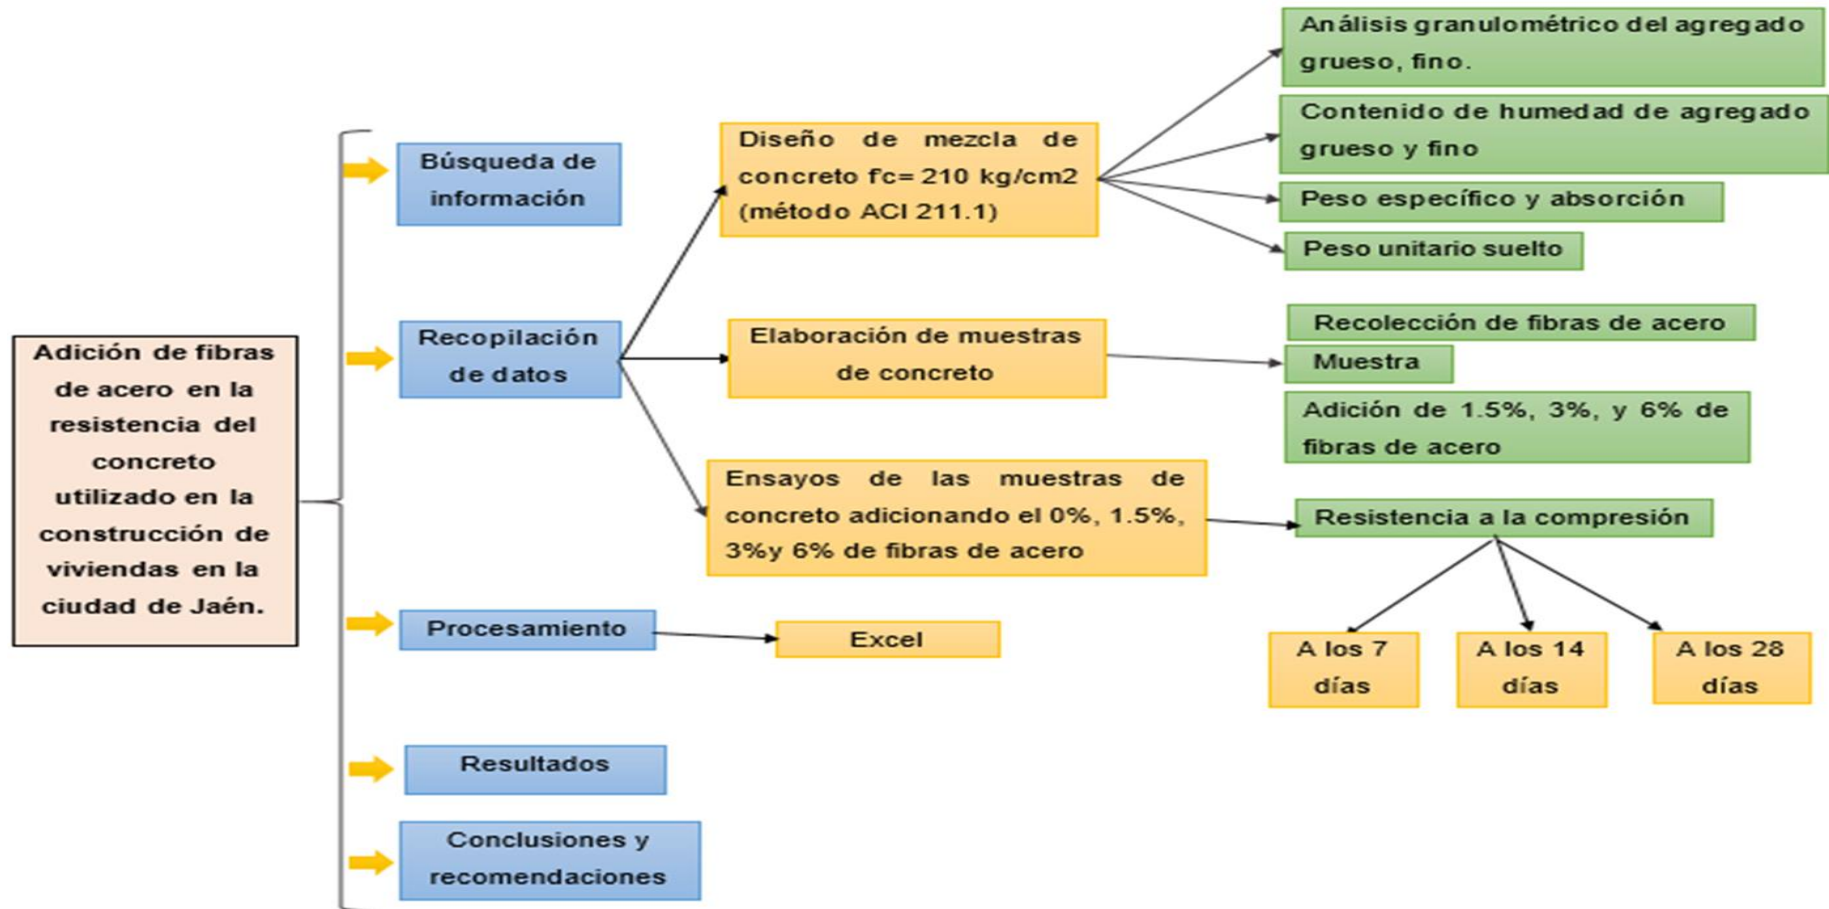 Adición de fibras
de acero en la
resistencia del
concreto
utilizado en la
construcción de
viviendas en la
ciudad de Jaén.
Búsqueda de
información
Recopilación
de datos
Procesamiento
Resultados
Conclusiones y
recomendaciones
Diseño de mezcla de
concreto f'c= 210 kg/cm2
(método ACI 211.1)
Elaboración de muestras
de concreto
Ensayos de las muestras de
concreto adicionando el 0%, 1.5%,
3%y 6% de fibras de acero
Excel
Análisis granulométrico del agregado
grueso, fino.
Contenido de humedad de agregado
grueso y fino
Peso específico y absorción
Peso unitario suelto
Recolección de fibras de acero
Muestra
Adición de 1.5%, 3%, y 6% de
fibras de acero
Resistencia a la compresión
A los 7
días
A los 14
días
A los 28
días